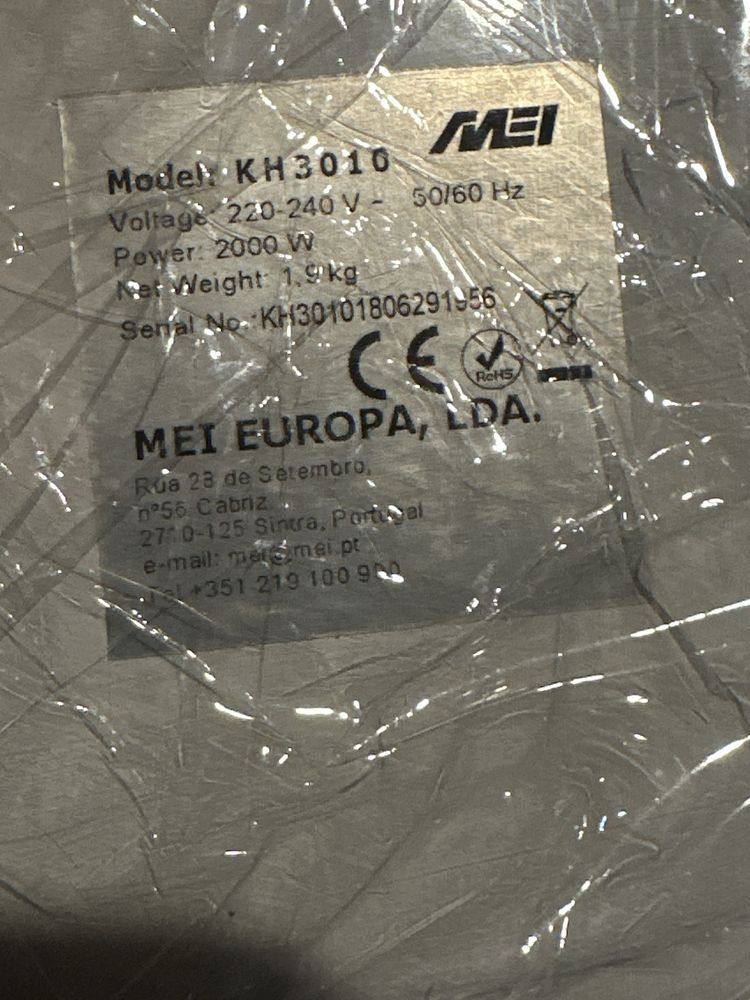 MEI
Model: KH3010
Voltage: 220-240 V ~ 50/60 Hz
Power: 2000 W
Net Weight: 1.9 kg
Serial No.: KH30101806291956
CE RoHS
MEI EUROPA, LDA.
Rua 23 de Setembro,
nº56 Cabriz
2710-125 Sintra, Portugal
e-mail: mei@mei.pt
Tel +351 219 100 900